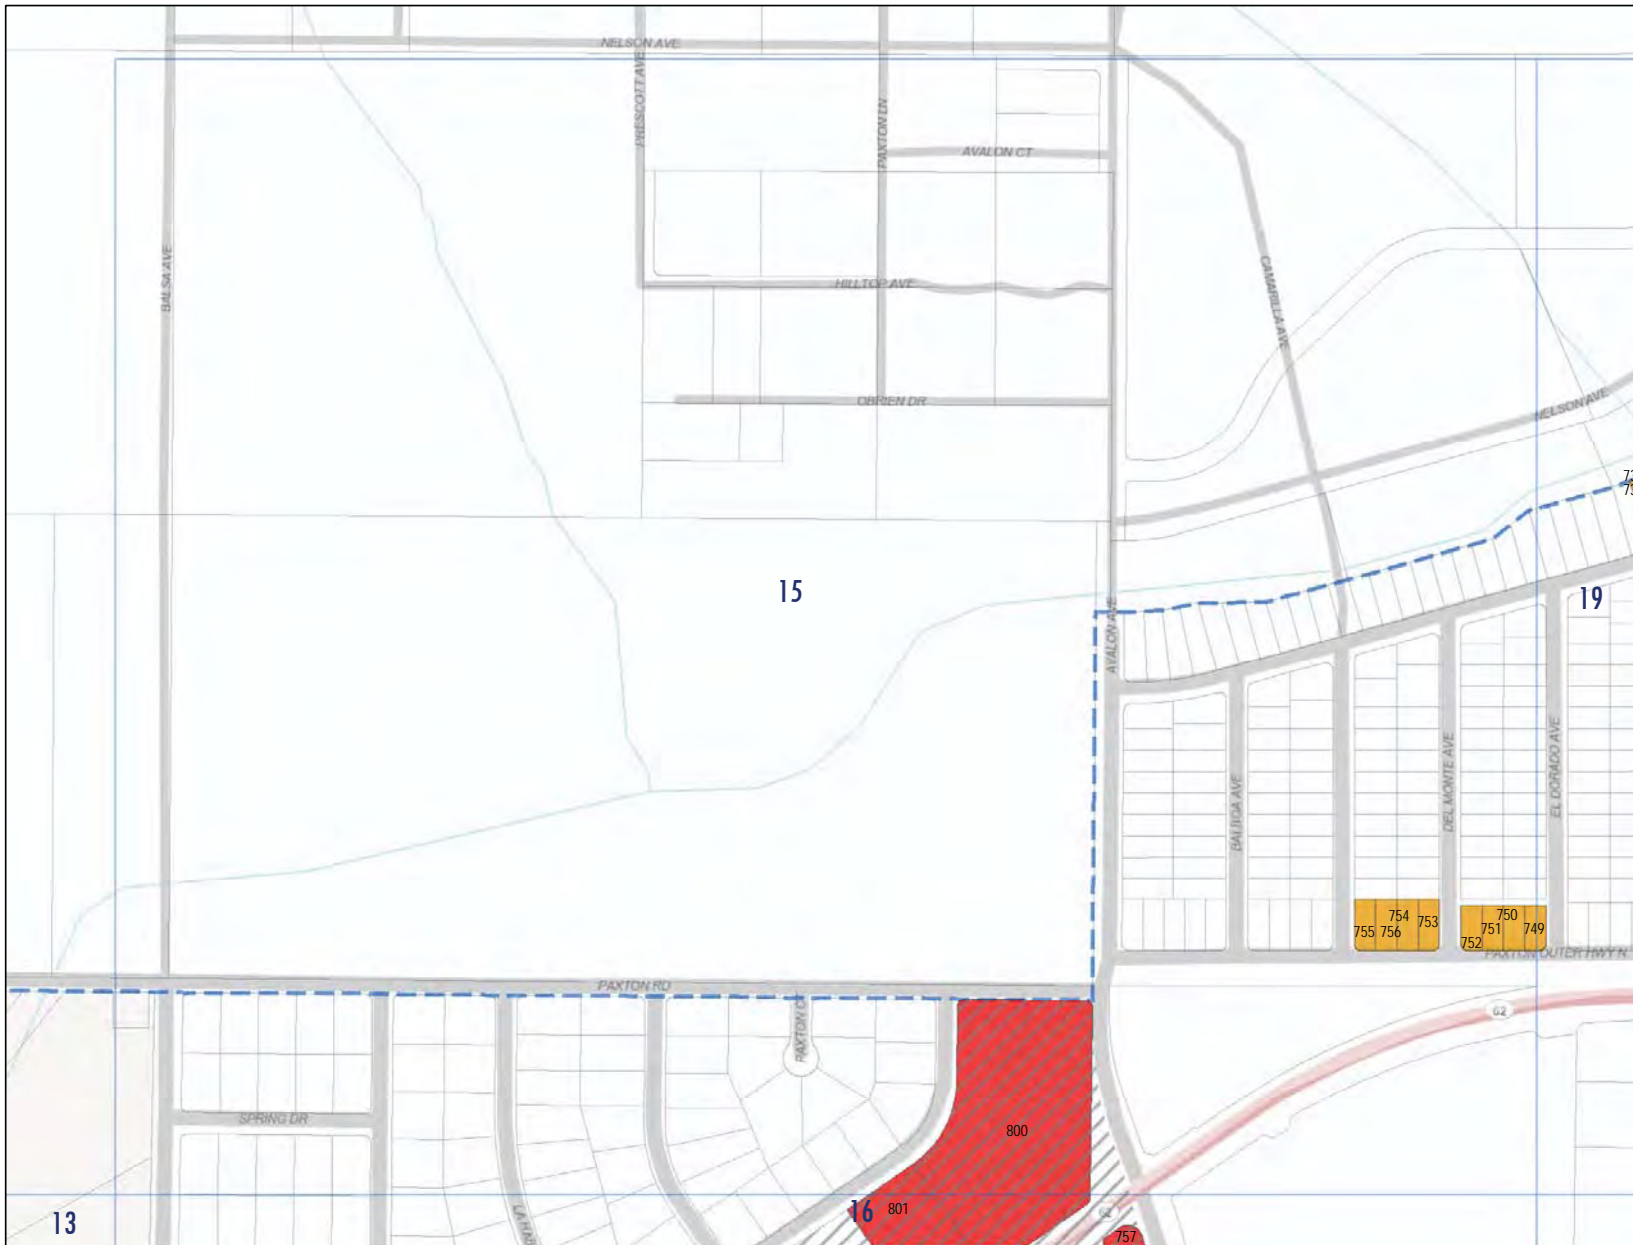 NELSON AVE
PRESCOTT AVE
PAXTON LN
AVALON CT
BALSA AVE
HILLTOP AVE
CAMARILLA AVE
OBRIEN DR
NELSON AVE
15
19
AVALON AVE
BALBOA AVE
DEL MONTE AVE
EL DORADO AVE
754
753
755
756
750
751
749
752
PAXTON OUTER HWY N
PAXTON RD
PAXTON CT
62
SPRING DR
800
801
16
13
62
757